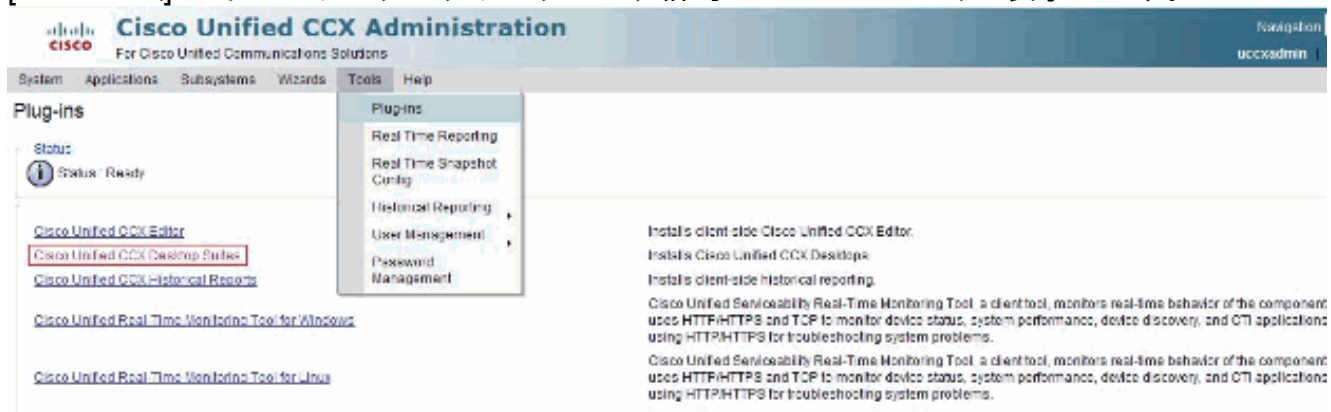 Cisco Unified CCX Administration
For Cisco Unified Communications Solutions
cisco
Navigation
uccxadmin
System Applications Subsystems Wizards Tools Help
Plug-ins
Status
Status : Ready
Plug-ins
Real Time Reporting
Real Time Snapshot
Config
Historical Reporting
User Management
Password
Management
Cisco Unified CCX Editor
Installs client-side Cisco Unified CCX Editor.
Cisco Unified CCX Desktop Suites
Installs Cisco Unified CCX Desktops
Cisco Unified CCX Historical Reports
Installs client-side historical reporting.
Cisco Unified Real Time Monitoring Tool for Windows
Cisco Unified Serviceability Real-Time Monitoring Tool, a client tool, monitors real-time behavior of the component
uses HTTP/HTTPS and TCP to monitor device status, system performance, device discovery, and CTI applications
using HTTP/HTTPS for troubleshooting system problems.
Cisco Unified Real Time Monitoring Tool for Linux
Cisco Unified Serviceability Real-Time Monitoring Tool, a client tool, monitors real-time behavior of the component
uses HTTP/HTTPS and TCP to monitor device status, system performance, device discovery, and CTI applications
using HTTP/HTTPS for troubleshooting system problems.